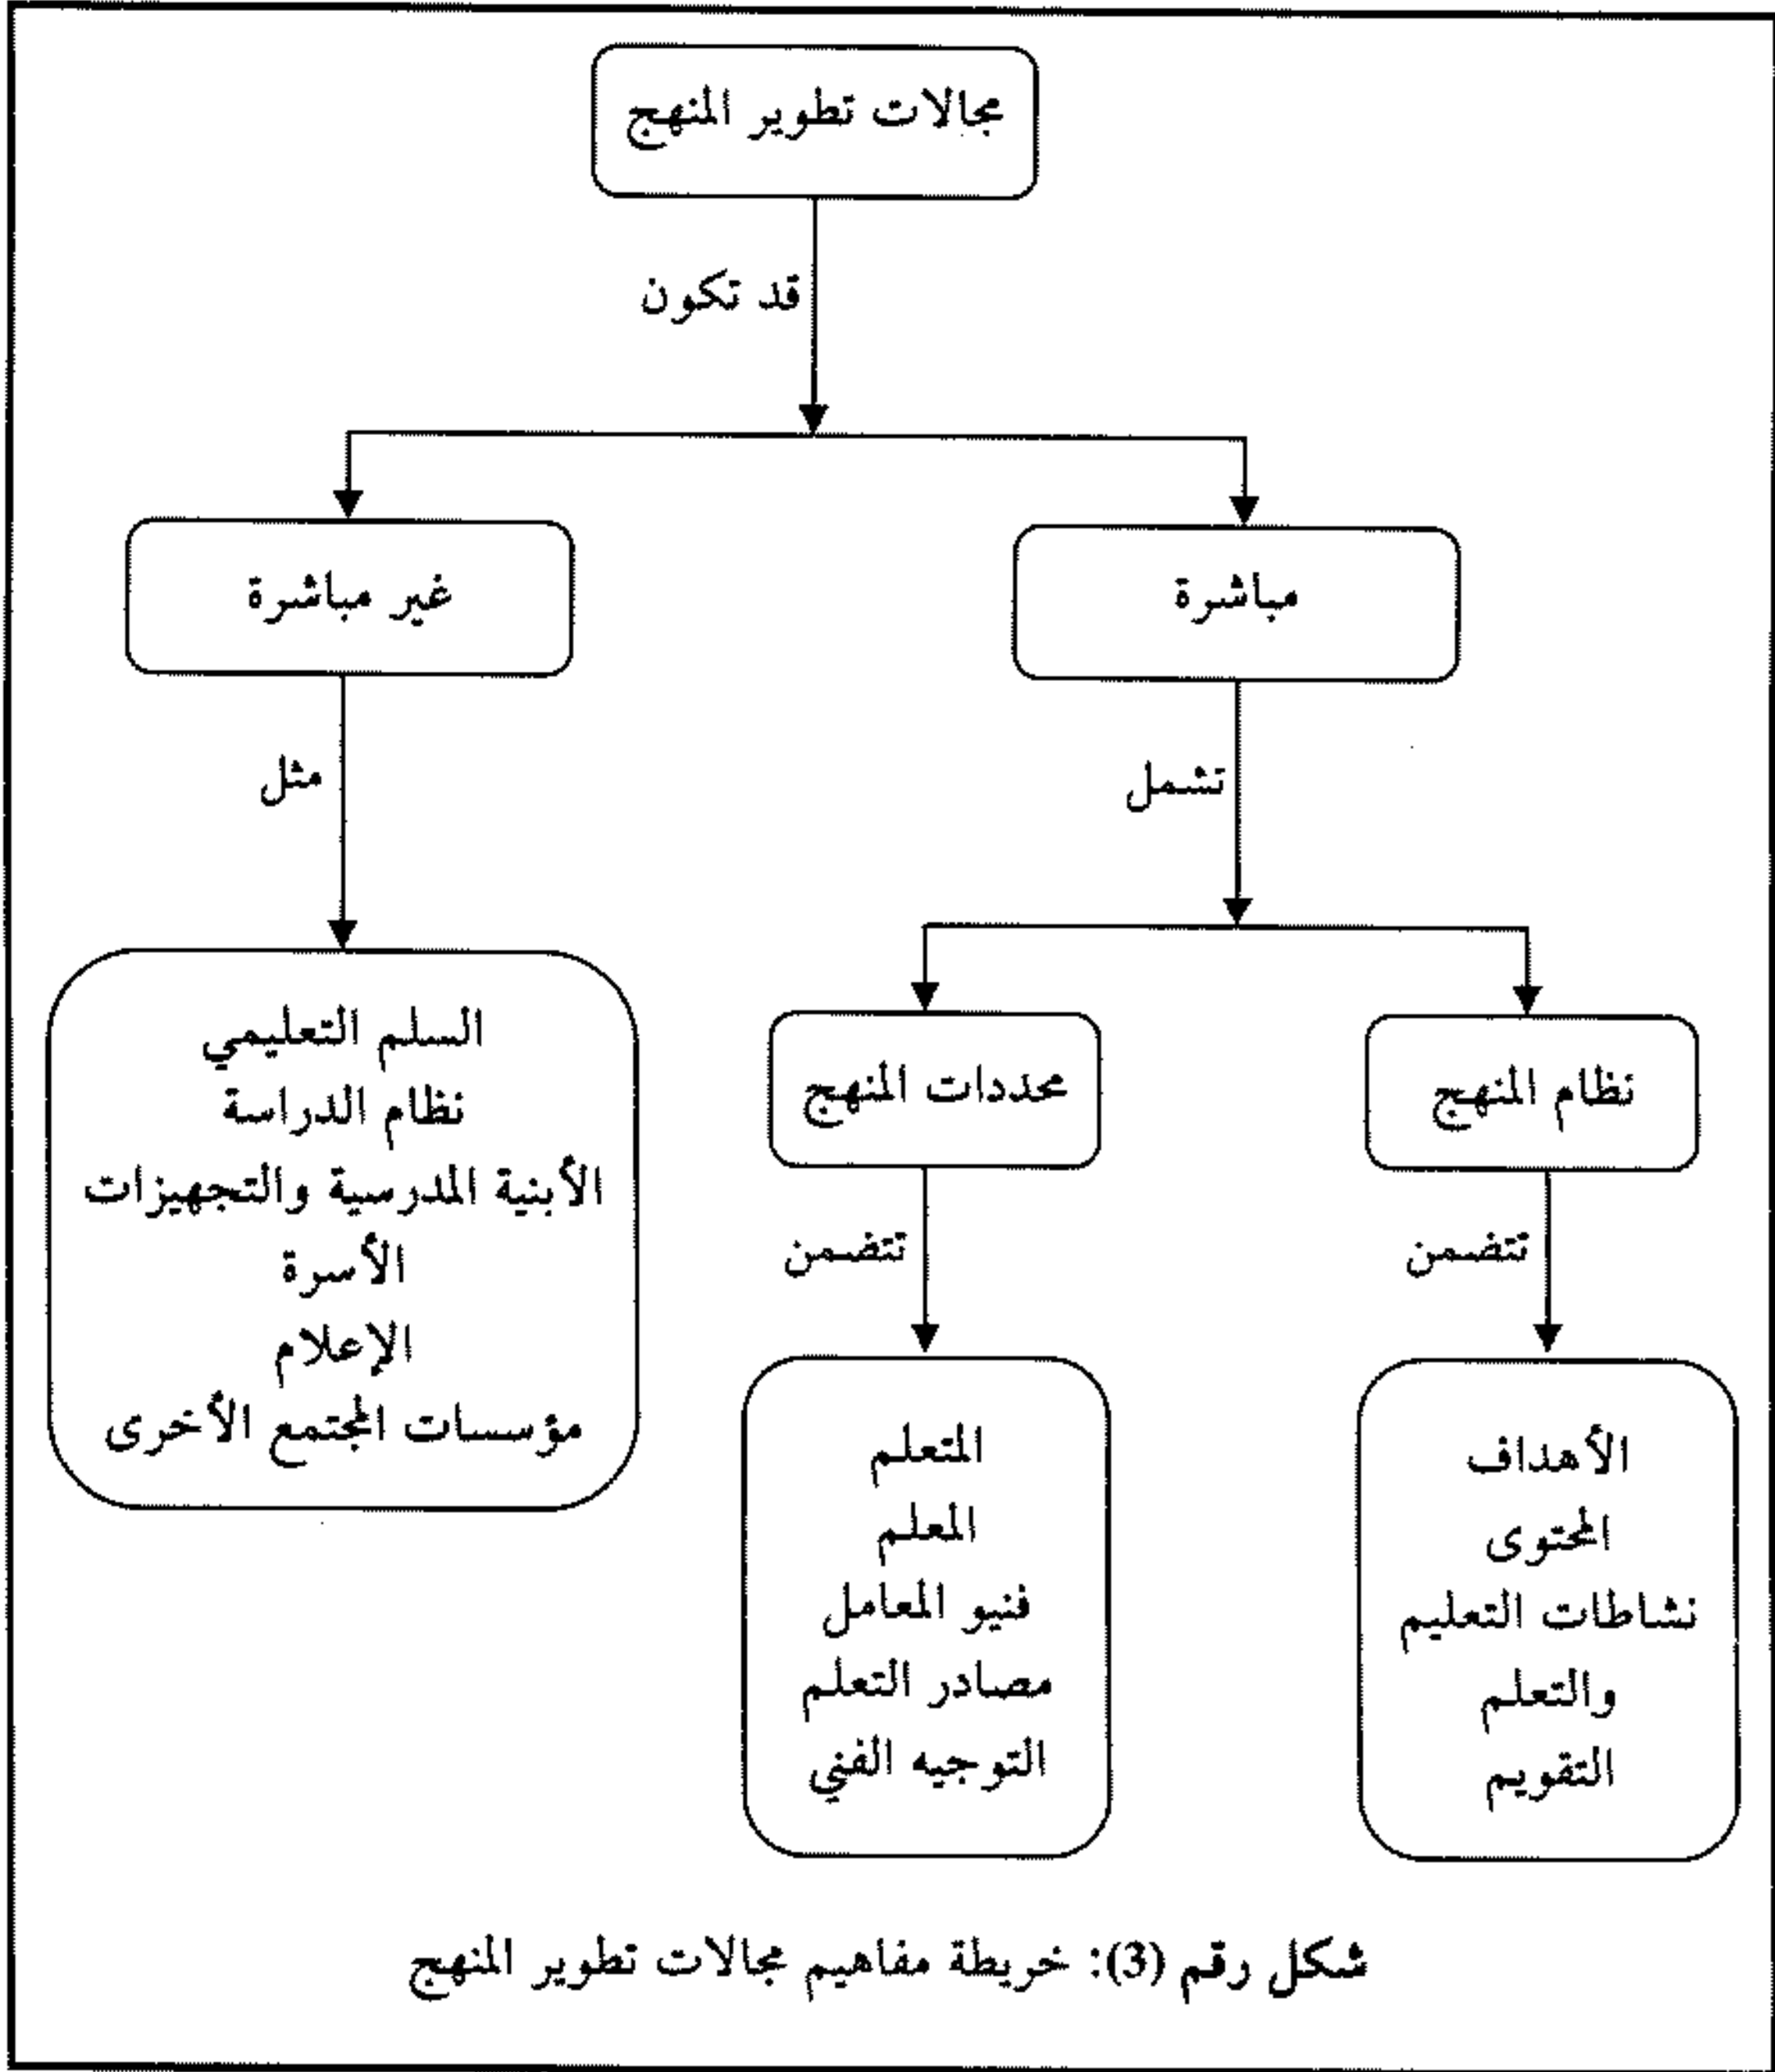 مجالات تطوير المنهج
قد تكون
مباشرة
غير مباشرة
تشمل
مثل
نظام المنهج
محددات المنهج
تتضمن
تتضمن
الأهداف
المحتوى
نشاطات التعليم
والتعلم
التقويم
المتعلم
المعلم
فنيو المعامل
مصادر التعلم
التوجيه الفني
السلم التعليمي
نظام الدراسة
الأبنية المدرسية والتجهيزات
الأسرة
الإعلام
مؤسسات المجتمع الأخرى
شكل رقم (3): خريطة مفاهيم مجالات تطوير المنهج